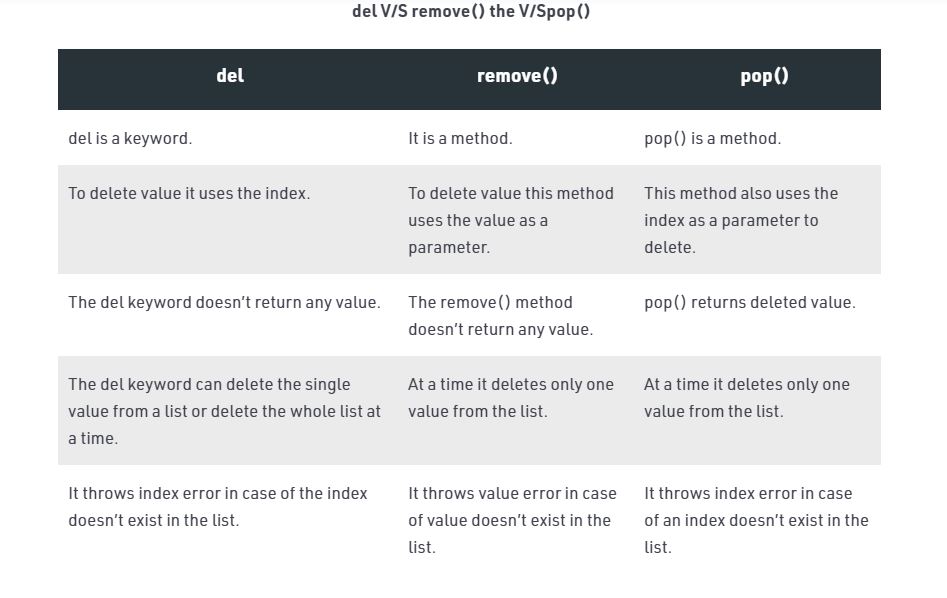 del V/S remove() the V/Spop()
del
remove()
pop()
del is a keyword.
It is a method.
pop() is a method.
To delete value it uses the index.
To delete value this method
uses the value as a
parameter.
This method also uses the
index as a parameter to
delete.
The del keyword doesn't return any value.
The remove() method
doesn't return any value.
pop() returns deleted value.
The del keyword can delete the single
value from a list or delete the whole list at
a time.
At a time it deletes only one
value from the list.
At a time it deletes only one
value from the list.
It throws index error in case of the index
doesn't exist in the list.
It throws value error in case
of value doesn't exist in the
list.
It throws index error in case
of an index doesn't exist in the
list.